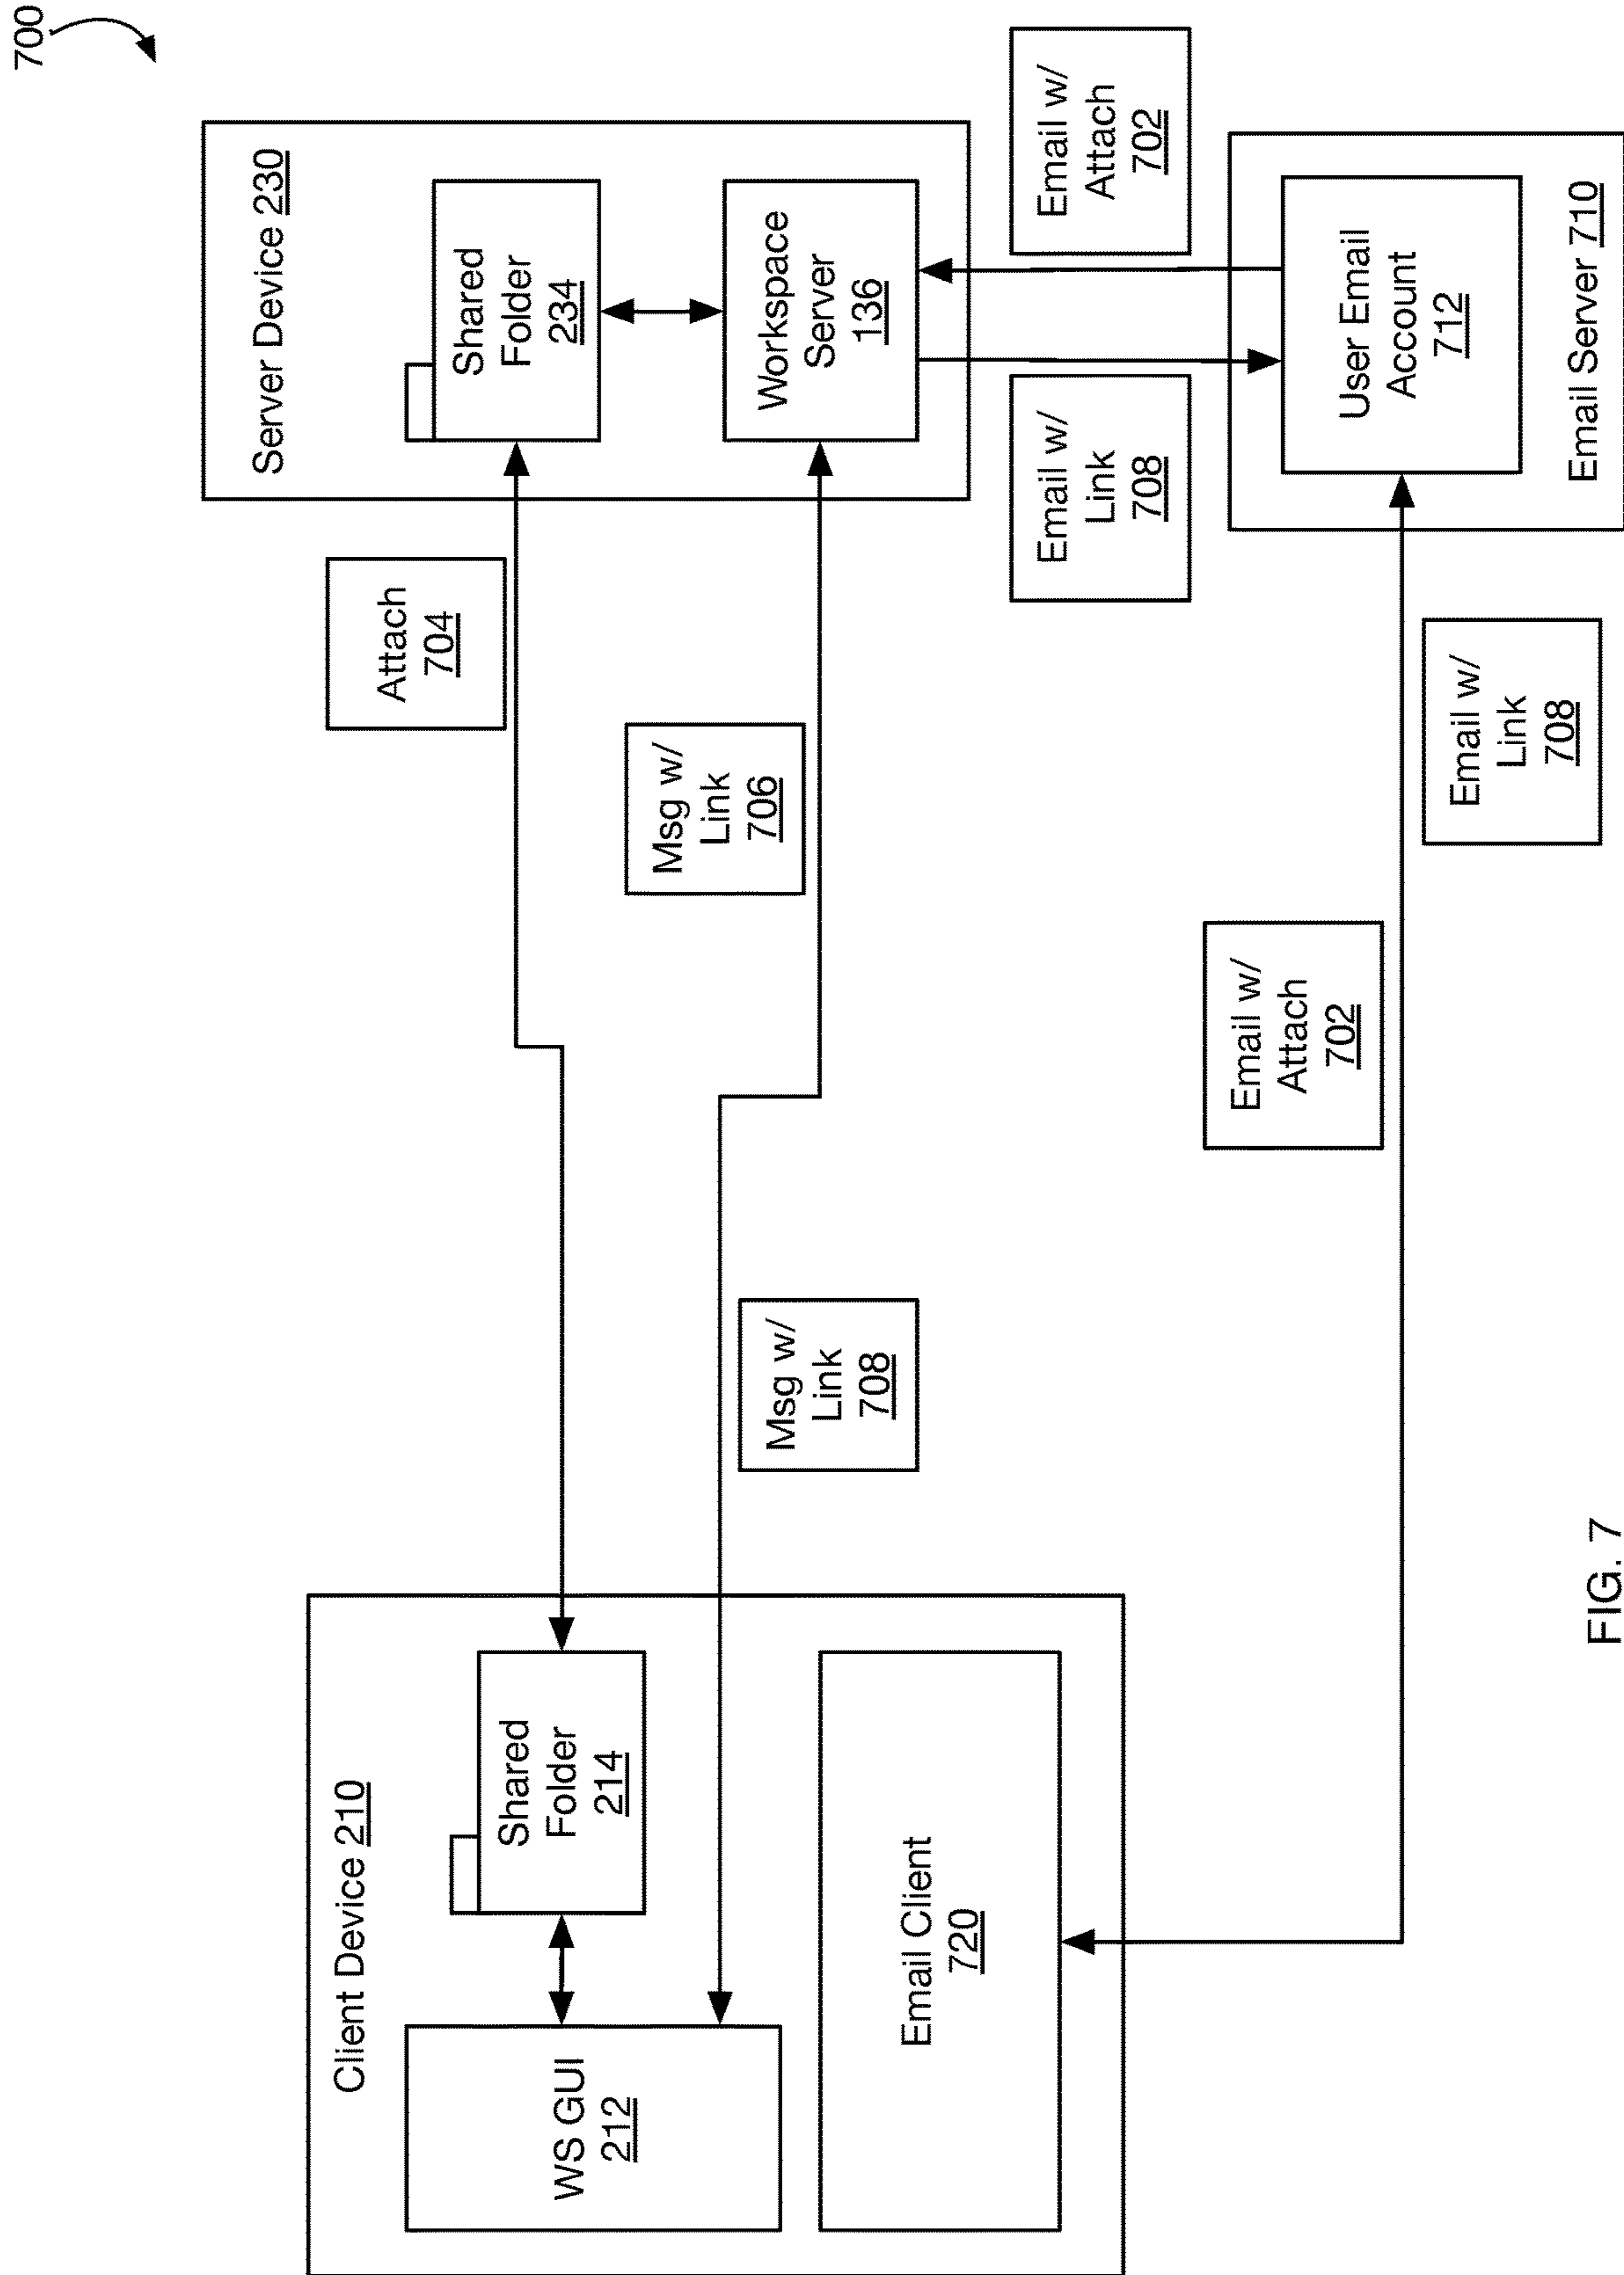 700
Client Device 210
WS GUI
212
Shared
Folder
214
Email Client
720
Msg w/
Link
708
Msg w/
Link
706
Attach
704
Server Device 230
Shared
Folder
234
Workspace
Server
136
Email w/
Link
708
Email w/
Attach
702
Email w/
Attach
702
Email w/
Link
708
User Email
Account
712
Email Server 710
FIG. 7